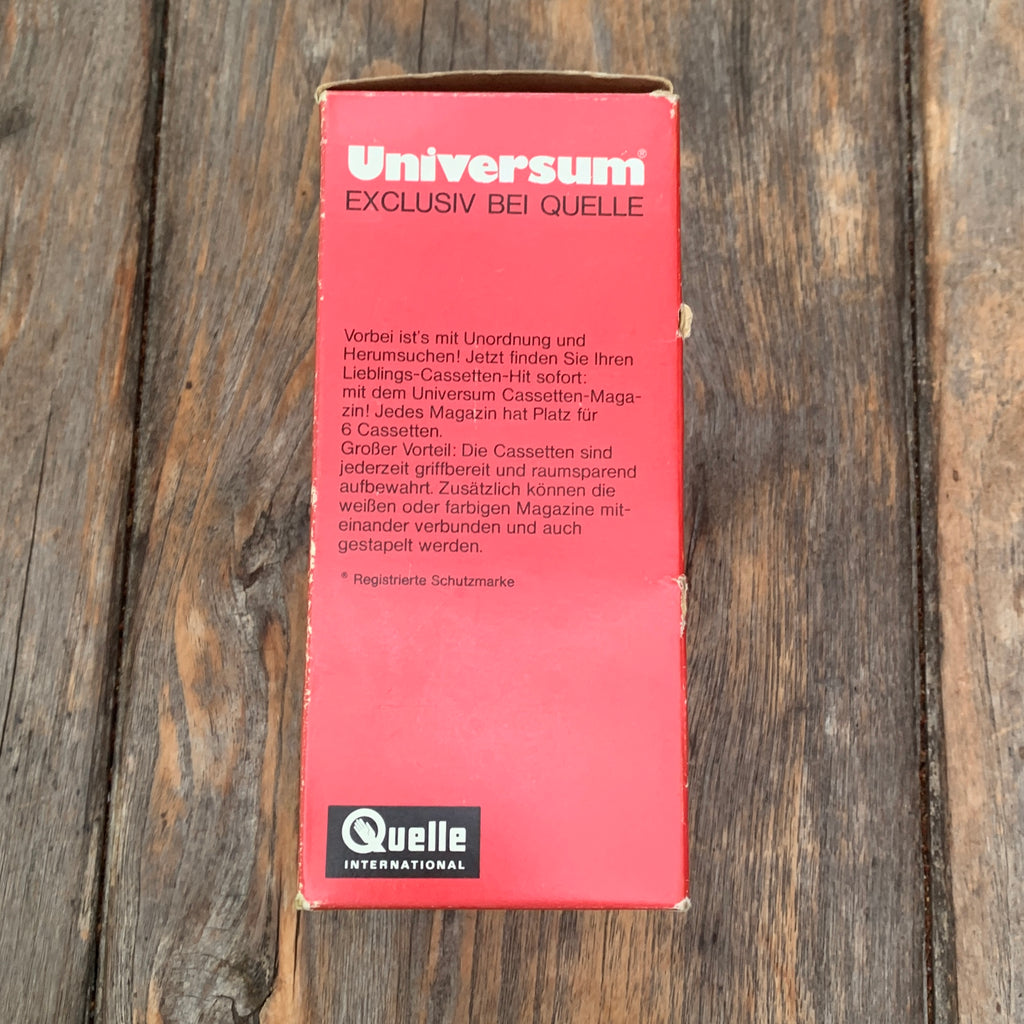 Universum®
EXCLUSIV BEI QUELLE
Vorbei ist's mit Unordnung und
Herumsuchen! Jetzt finden Sie Ihren
Lieblings-Cassetten-Hit sofort:
mit dem Universum Cassetten-Maga-
zin! Jedes Magazin hat Platz für
6 Cassetten.
Großer Vorteil: Die Cassetten sind
jederzeit griffbereit und raumsparend
aufbewahrt. Zusätzlich können die
weißen oder farbigen Magazine mit-
einander verbunden und auch
gestapelt werden.
® Registrierte Schutzmarke
Quelle
INTERNATIONAL